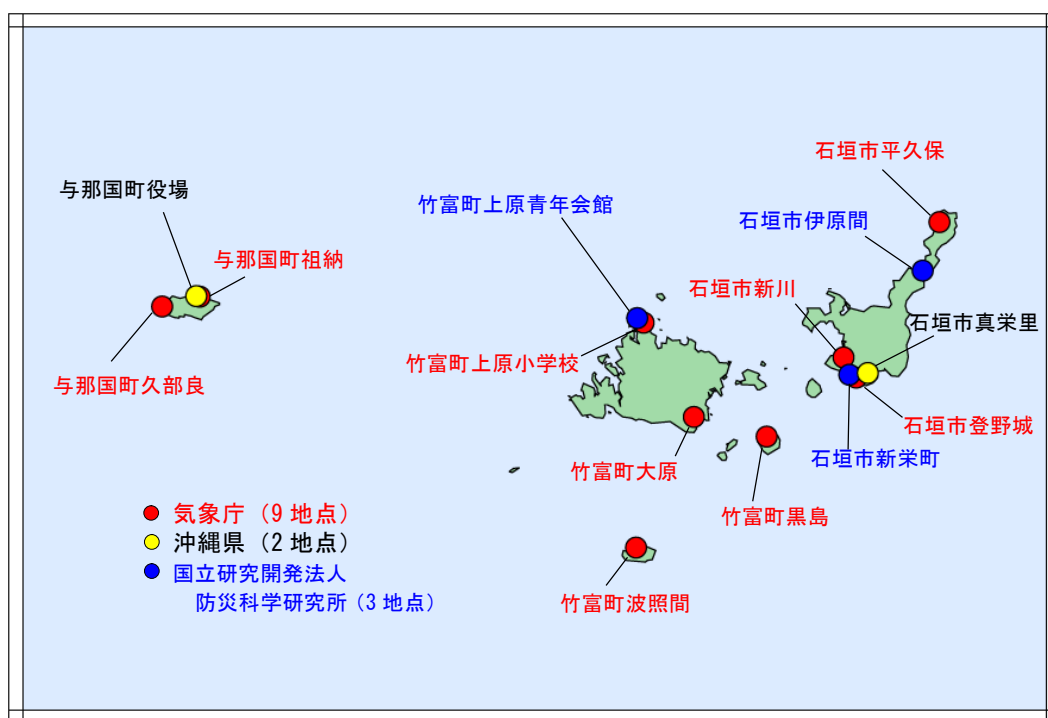 石垣市平久保
与那国町役場
竹富町上原青年会館
石垣市伊原間
与那国町祖納
石垣市新川
石垣市真栄里
竹富町上原小学校
与那国町久部良
石垣市登野城
石垣市新栄町
竹富町大原
竹富町黒島
気象庁（9 地点）
沖縄県（2 地点）
国立研究開発法人
防災科学研究所（3 地点）
竹富町波照間